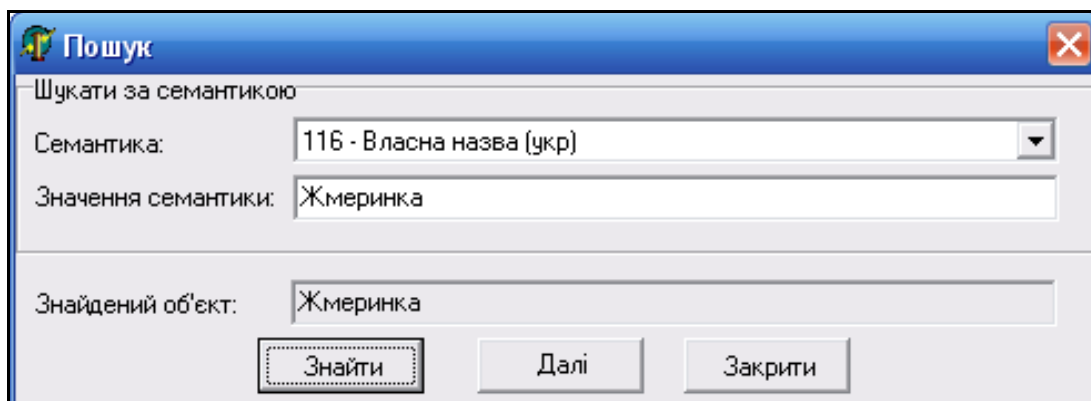 Пошук
Шукати за семантикою
Семантика: 116 - Власна назва (укр)
Значення семантики: Жмеринка
Знайдений об'єкт: Жмеринка
Знайти Далі Закрити